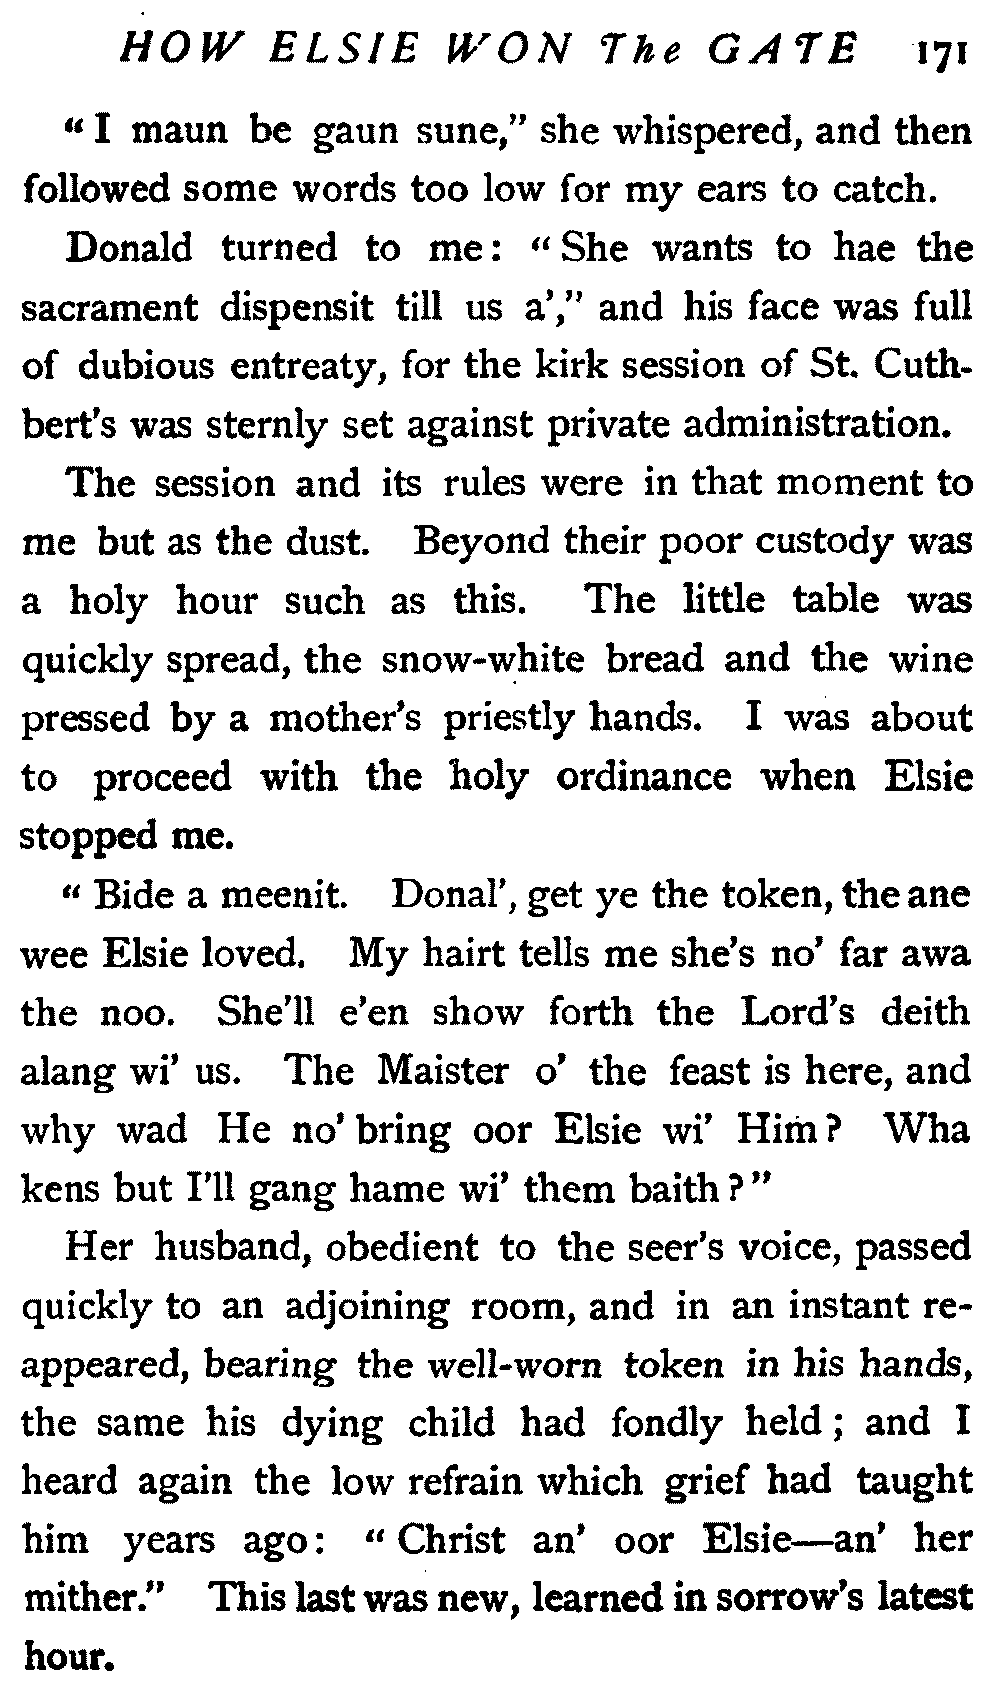 HOW ELSIE WON The GATE 171
“ I maun be gaun sune,” she whispered, and then
followed some words too low for my ears to catch.
Donald turned to me: “ She wants to hae the
sacrament dispensit till us a’,” and his face was full
of dubious entreaty, for the kirk session of St. Cuth-
bert’s was sternly set against private administration.
The session and its rules were in that moment to
me but as the dust. Beyond their poor custody was
a holy hour such as this. The little table was
quickly spread, the snow-white bread and the wine
pressed by a mother’s priestly hands. I was about
to proceed with the holy ordinance when Elsie
stopped me.
“ Bide a meenit. Donal’, get ye the token, the ane
wee Elsie loved. My hairt tells me she’s no’ far awa
the noo. She’ll e’en show forth the Lord’s deith
alang wi’ us. The Maister o’ the feast is here, and
why wad He no’ bring oor Elsie wi’ Him? Wha
kens but I’ll gang hame wi’ them baith?”
Her husband, obedient to the seer’s voice, passed
quickly to an adjoining room, and in an instant re-
appeared, bearing the well-worn token in his hands,
the same his dying child had fondly held; and I
heard again the low refrain which grief had taught
him years ago: “ Christ an’ oor Elsie—an’ her
mither.” This last was new, learned in sorrow’s latest
hour.